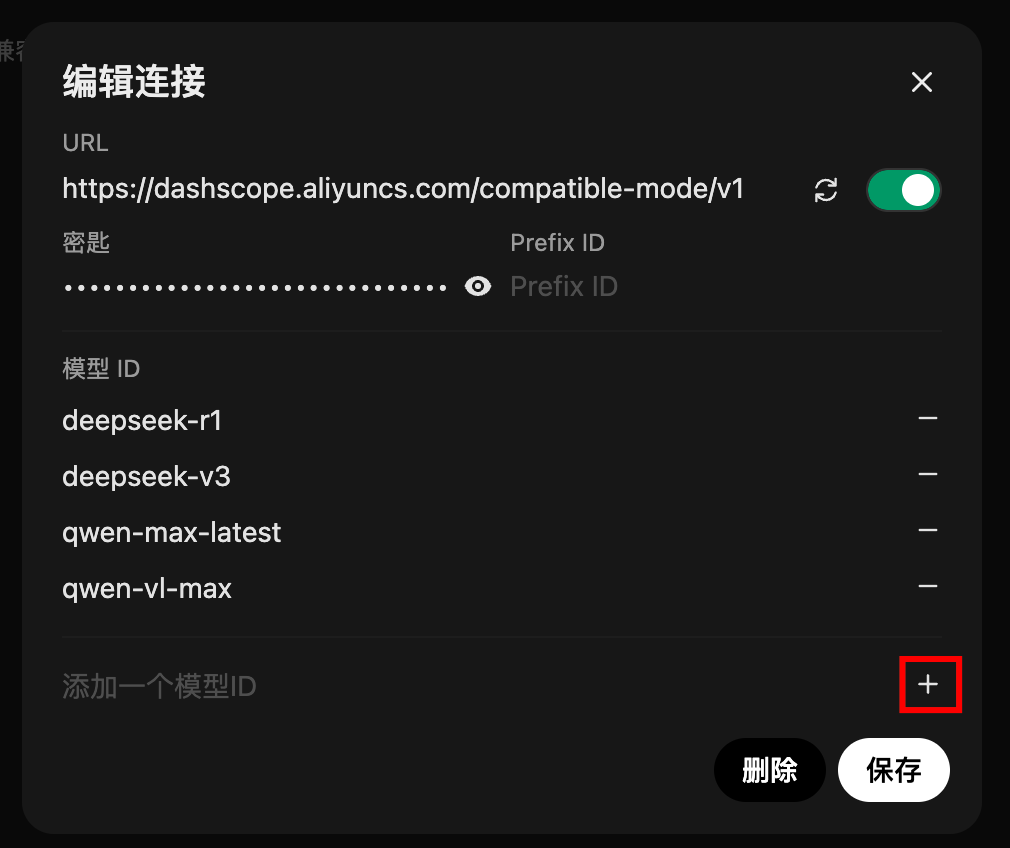 编辑连接
URL
https://dashscope.aliyuncs.com/compatible-mode/v1
密匙 Prefix ID
•••••••••••••••••••••••••••••• Prefix ID
模型 ID
deepseek-r1
deepseek-v3
qwen-max-latest
qwen-vl-max
添加一个模型ID
删除 保存